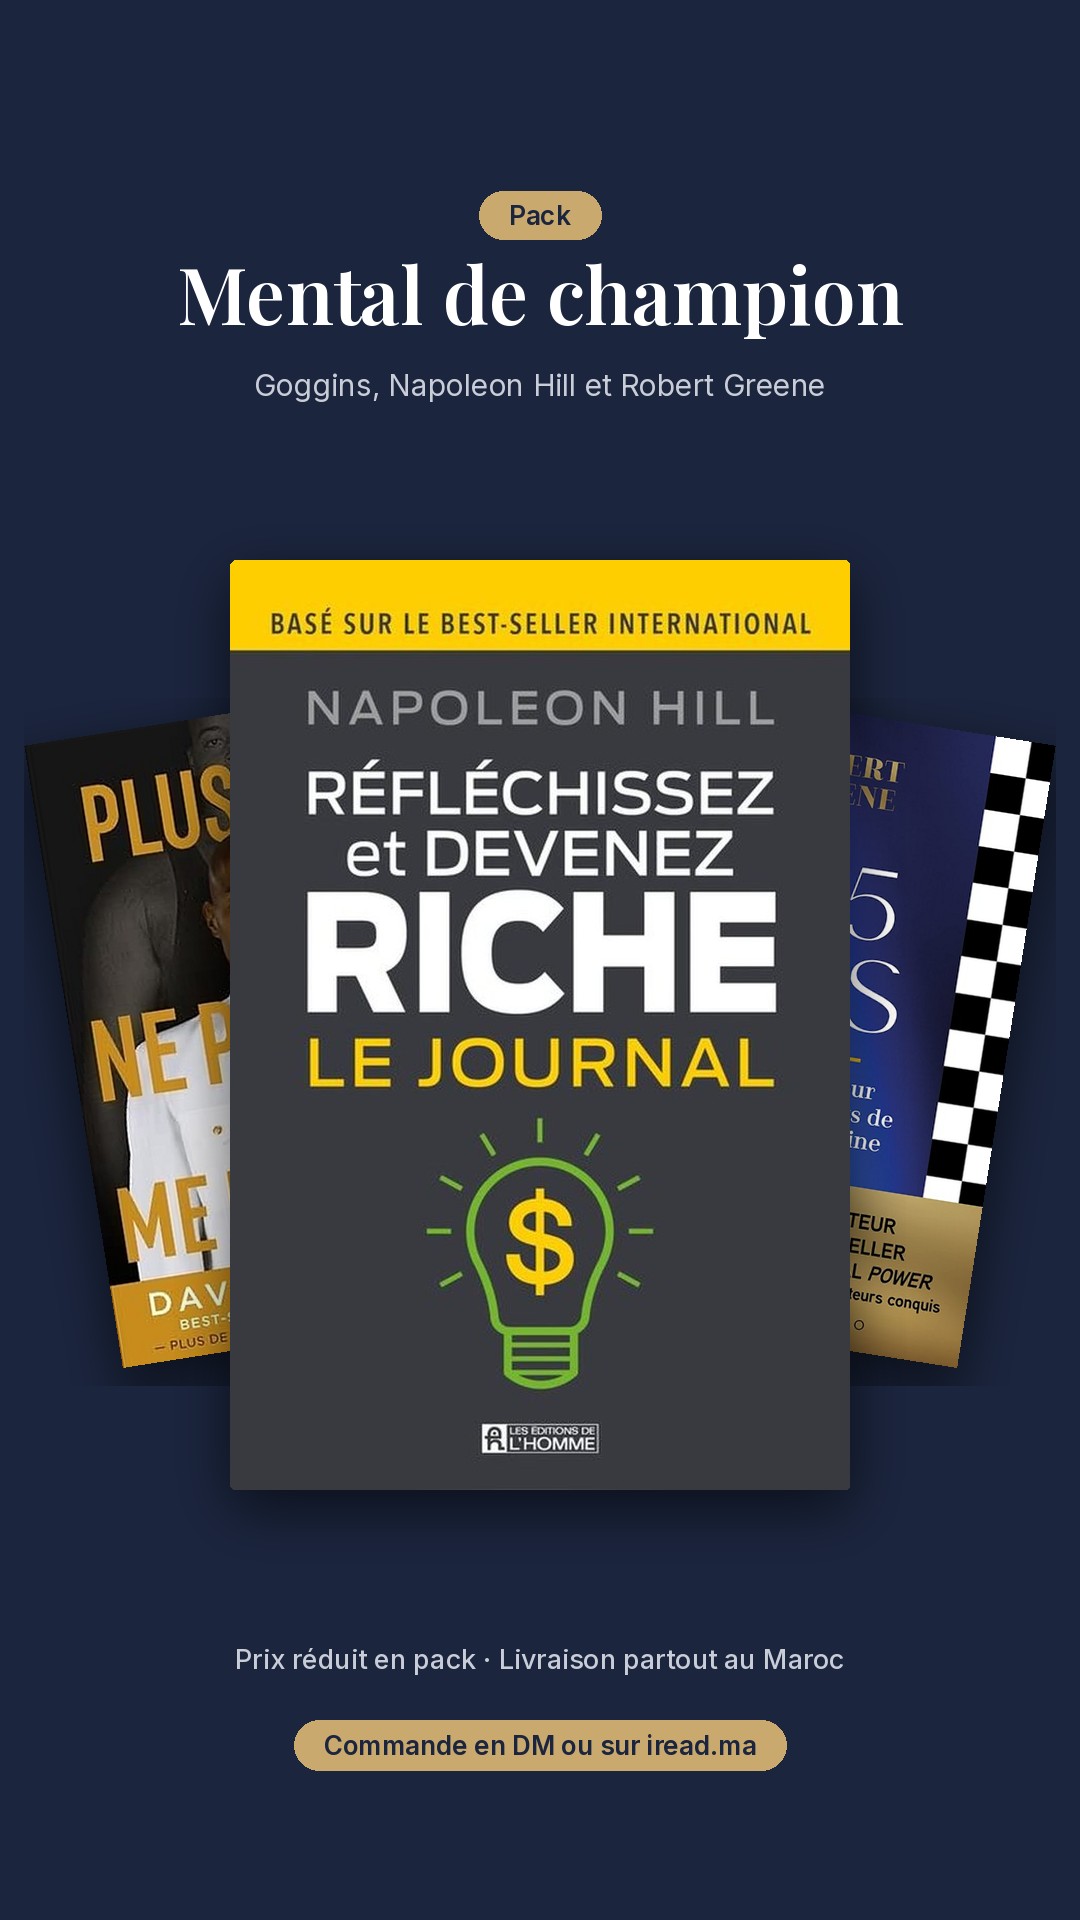 Pack
Mental de champion
Goggins, Napoleon Hill et Robert Greene
BASÉ SUR LE BEST-SELLER INTERNATIONAL
NAPOLEON HILL
RÉFLÉCHISSEZ
et DEVENEZ
RICHE
LE JOURNAL
$
LES ÉDITIONS DE
L'HOMME
PLUS
NE P
ME
DAV
BEST-S
— PLUS DE
ERT
ENE
5
S
ur
s de
ine
TEUR
ELLER
L POWER
teurs conquis
Prix réduit en pack · Livraison partout au Maroc
Commande en DM ou sur iread.ma